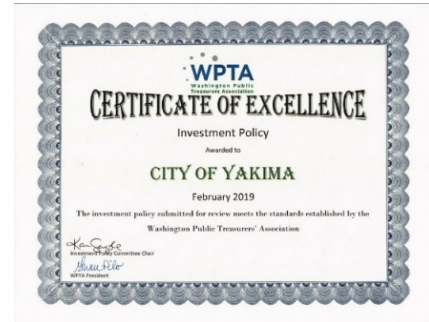 WPTA
Washington Public
Treasurers Association
CERTIFICATE OF EXCELLENCE
Investment Policy
Awarded to
CITY OF YAKIMA
February 2019
The investment policy submitted for review meets the standards established by the
Washington Public Treasurers' Association
Investment Policy Committee Chair
WPTA President